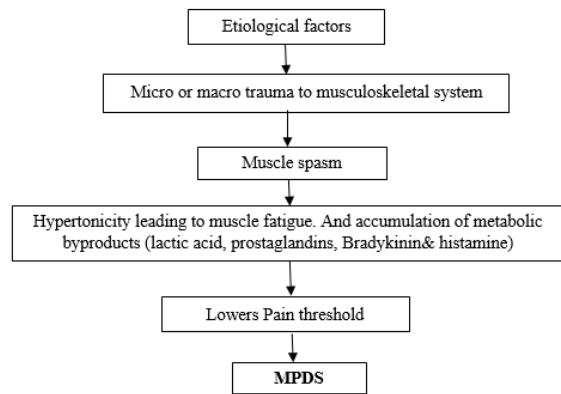 Etiological factors
Micro or macro trauma to musculoskeletal system
Muscle spasm
Hypertonicity leading to muscle fatigue. And accumulation of metabolic
byproducts (lactic acid, prostaglandins, Bradykinin& histamine)
Lowers Pain threshold
MPDS